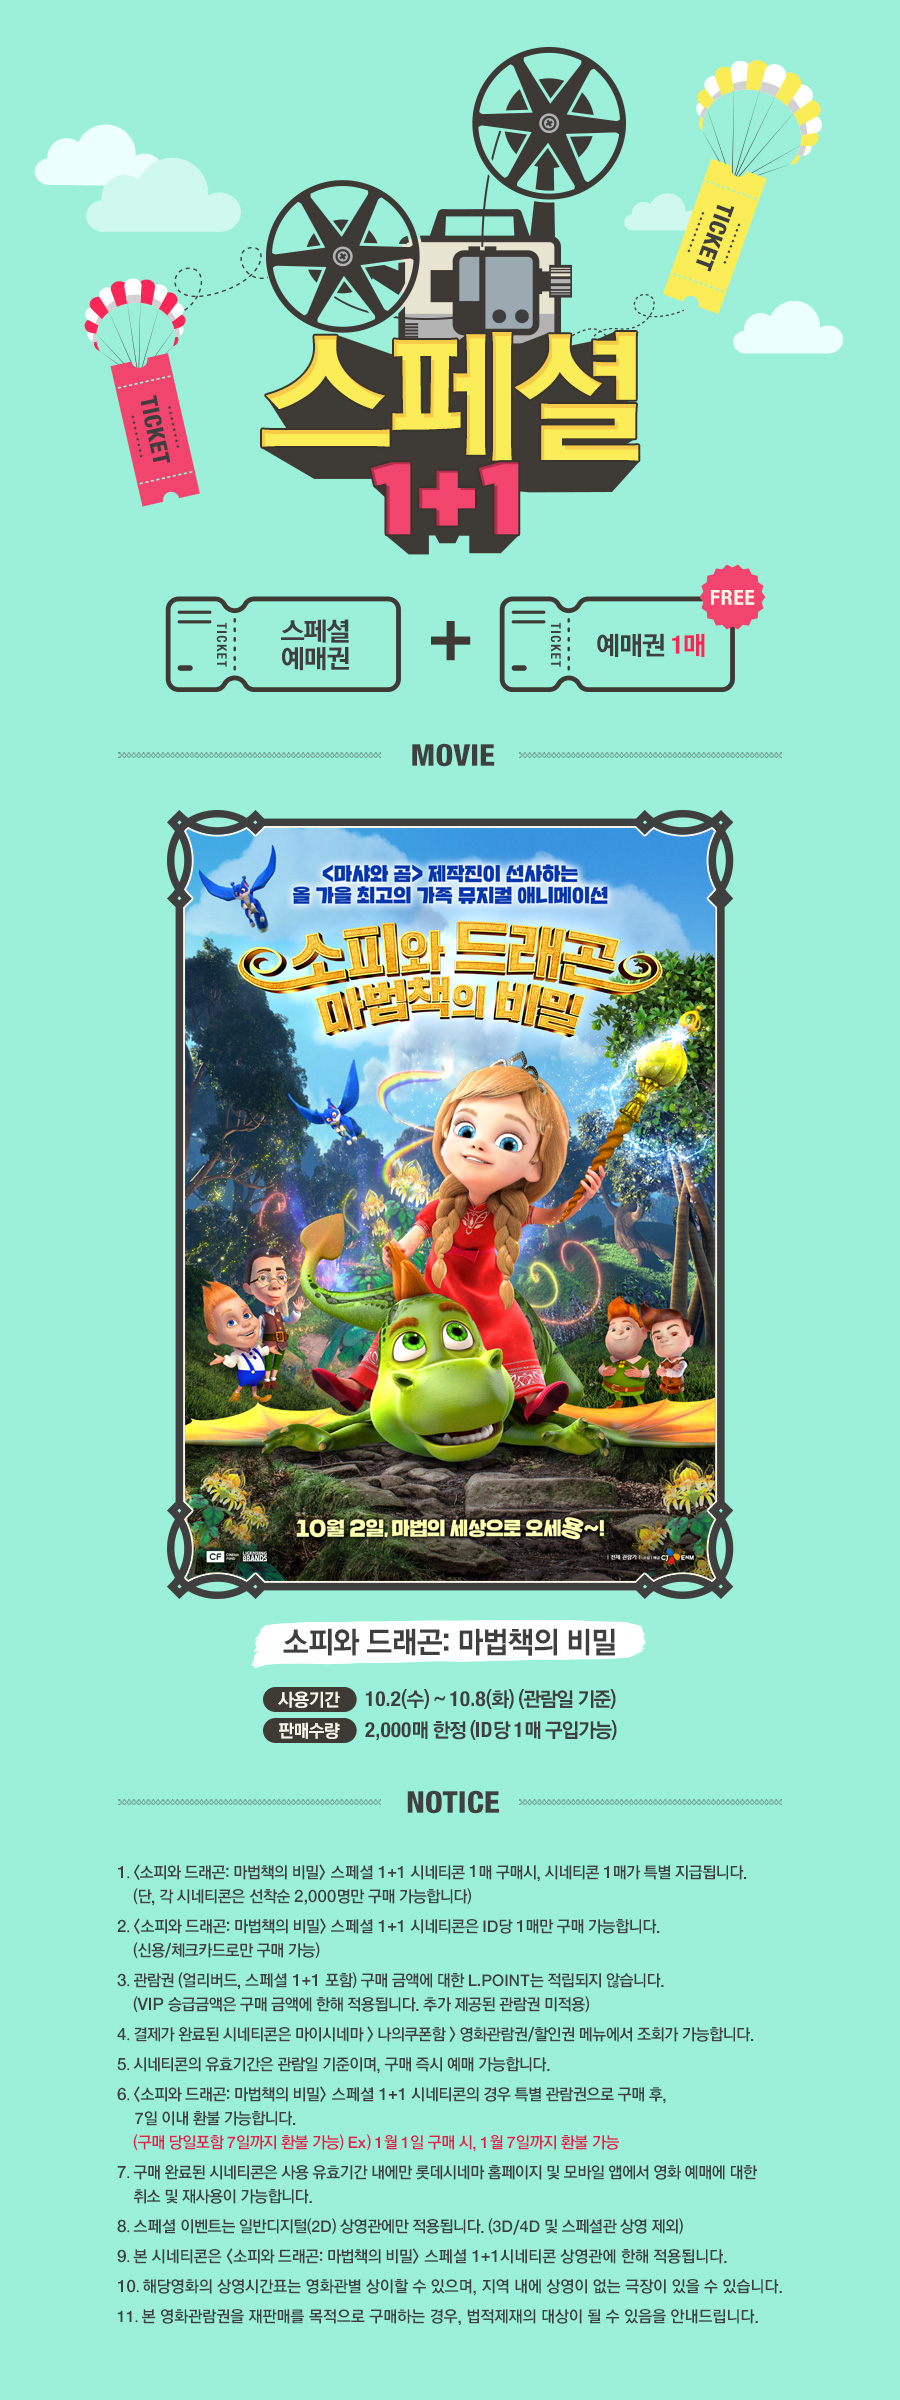 TICKET
TICKET
스페셜
1+1
TICKET
스페셜
예매권
+
TICKET
예매권 1매
FREE
MOVIE
<마샤와 곰> 제작진이 선사하는
올 가을 최고의 가족 뮤지컬 애니메이션
소피와 드래곤
마법책의 비밀
10월 2일, 마법의 세상으로 오세용~!
CF CINEMA FUND LICENSING BRANDS
CJ ENM
소피와 드래곤: 마법책의 비밀
사용기간 10.2(수) ~ 10.8(화) (관람일 기준)
판매수량 2,000매 한정 (ID당 1매 구입가능)
NOTICE
1. <소피와 드래곤: 마법책의 비밀> 스페셜 1+1 시네티콘 1매 구매시, 시네티콘 1매가 특별 지급됩니다.
(단, 각 시네티콘은 선착순 2,000명만 구매 가능합니다)
2. <소피와 드래곤: 마법책의 비밀> 스페셜 1+1 시네티콘은 ID당 1매만 구매 가능합니다.
(신용/체크카드로만 구매 가능)
3. 관람권 (얼리버드, 스페셜 1+1 포함) 구매 금액에 대한 L.POINT는 적립되지 않습니다.
(VIP 승급금액은 구매 금액에 한해 적용됩니다. 추가 제공된 관람권 미적용)
4. 결제가 완료된 시네티콘은 마이시네마 > 나의쿠폰함 > 영화관람권/할인권 메뉴에서 조회가 가능합니다.
5. 시네티콘의 유효기간은 관람일 기준이며, 구매 즉시 예매 가능합니다.
6. <소피와 드래곤: 마법책의 비밀> 스페셜 1+1 시네티콘의 경우 특별 관람권으로 구매 후,
7일 이내 환불 가능합니다.
(구매 당일포함 7일까지 환불 가능) Ex) 1월 1일 구매 시, 1월 7일까지 환불 가능
7. 구매 완료된 시네티콘은 사용 유효기간 내에만 롯데시네마 홈페이지 및 모바일 앱에서 영화 예매에 대한
취소 및 재사용이 가능합니다.
8. 스페셜 이벤트는 일반디지털(2D) 상영관에만 적용됩니다. (3D/4D 및 스페셜관 상영 제외)
9. 본 시네티콘은 <소피와 드래곤: 마법책의 비밀> 스페셜 1+1시네티콘 상영관에 한해 적용됩니다.
10. 해당영화의 상영시간표는 영화관별 상이할 수 있으며, 지역 내에 상영이 없는 극장이 있을 수 있습니다.
11. 본 영화관람권을 재판매를 목적으로 구매하는 경우, 법적제재의 대상이 될 수 있음을 안내드립니다.